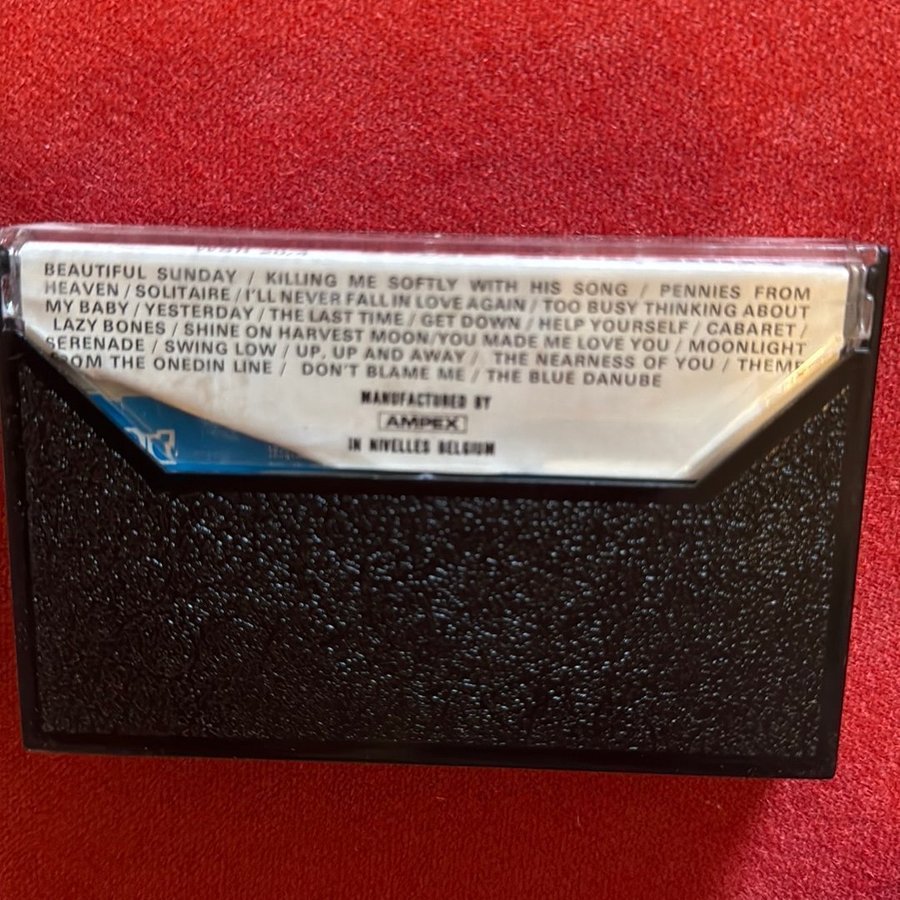 BEAUTIFUL SUNDAY / KILLING ME SOFTLY WITH HIS SONG / PENNIES FROM
HEAVEN / SOLITAIRE / I'LL NEVER FALL IN LOVE AGAIN / TOO BUSY THINKING ABOUT
MY BABY / YESTERDAY / THE LAST TIME / GET DOWN / HELP YOURSELF / CABARET /
LAZY BONES / SHINE ON HARVEST MOON/YOU MADE ME LOVE YOU / MOONLIGHT
SERENADE / SWING LOW / UP, UP AND AWAY / THE NEARNESS OF YOU / THEME
FROM THE ONEDIN LINE / DON'T BLAME ME / THE BLUE DANUBE
MANUFACTURED BY
AMPEX
IN NIVELLES BELGIUM